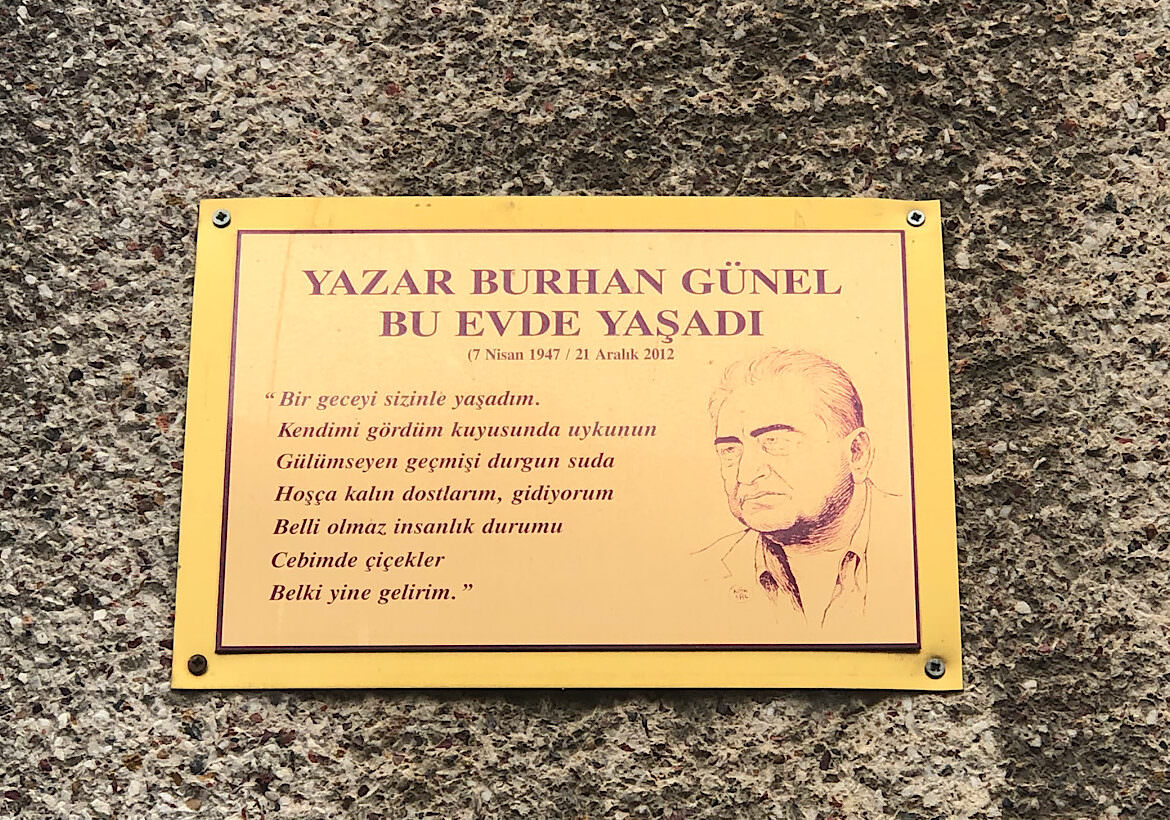 YAZAR BURHAN GÜNEL
BU EVDE YAŞADI
(7 Nisan 1947 / 21 Aralık 2012
“ Bir geceyi sizinle yaşadım.
Kendimi gördüm kuyusunda uykunun
Gülümseyen geçmişi durgun suda
Hoşça kalın dostlarım, gidiyorum
Belli olmaz insanlık durumu
Cebimde çiçekler
Belki yine gelirim. ”